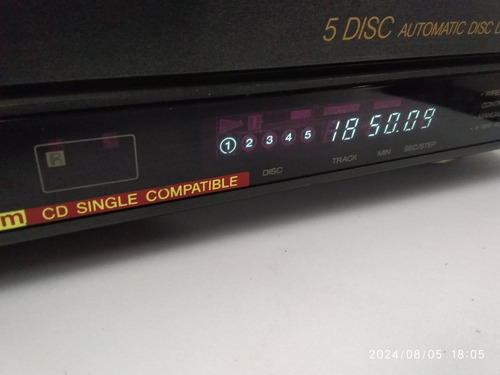 5 DISC AUTOMATIC DISC
1 2 3 4 5 18 50.09
DISC TRACK MIN SEC/STEP
R
m CD SINGLE COMPATIBLE
2024/08/05 18:05